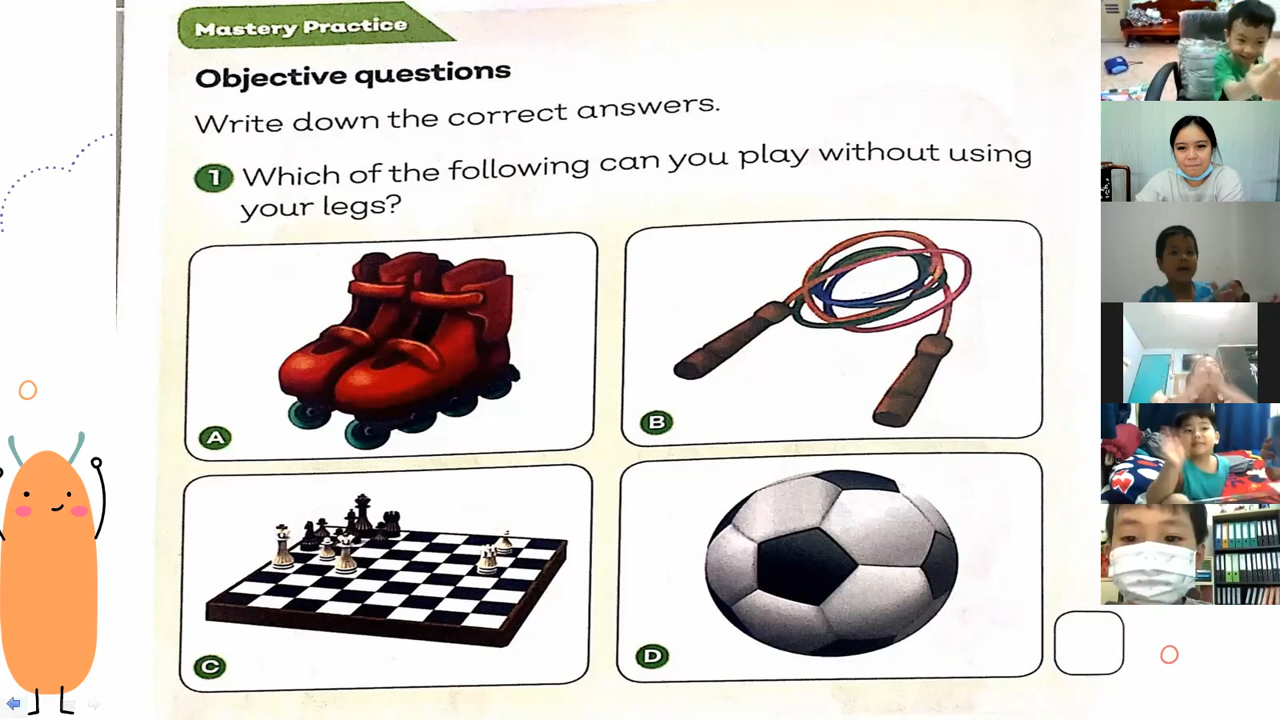 Mastery Practice
Objective questions
Write down the correct answers.
1 Which of the following can you play without using
your legs?
A
B
C
D